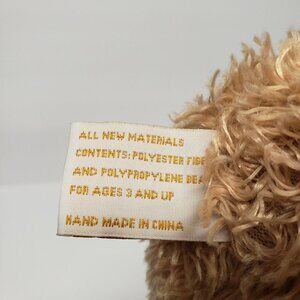 ALL NEW MATERIALS
CONTENTS: POLYESTER FIBE
AND POLYPROPYLENE BEA
FOR AGES 3 AND UP
HAND MADE IN CHINA